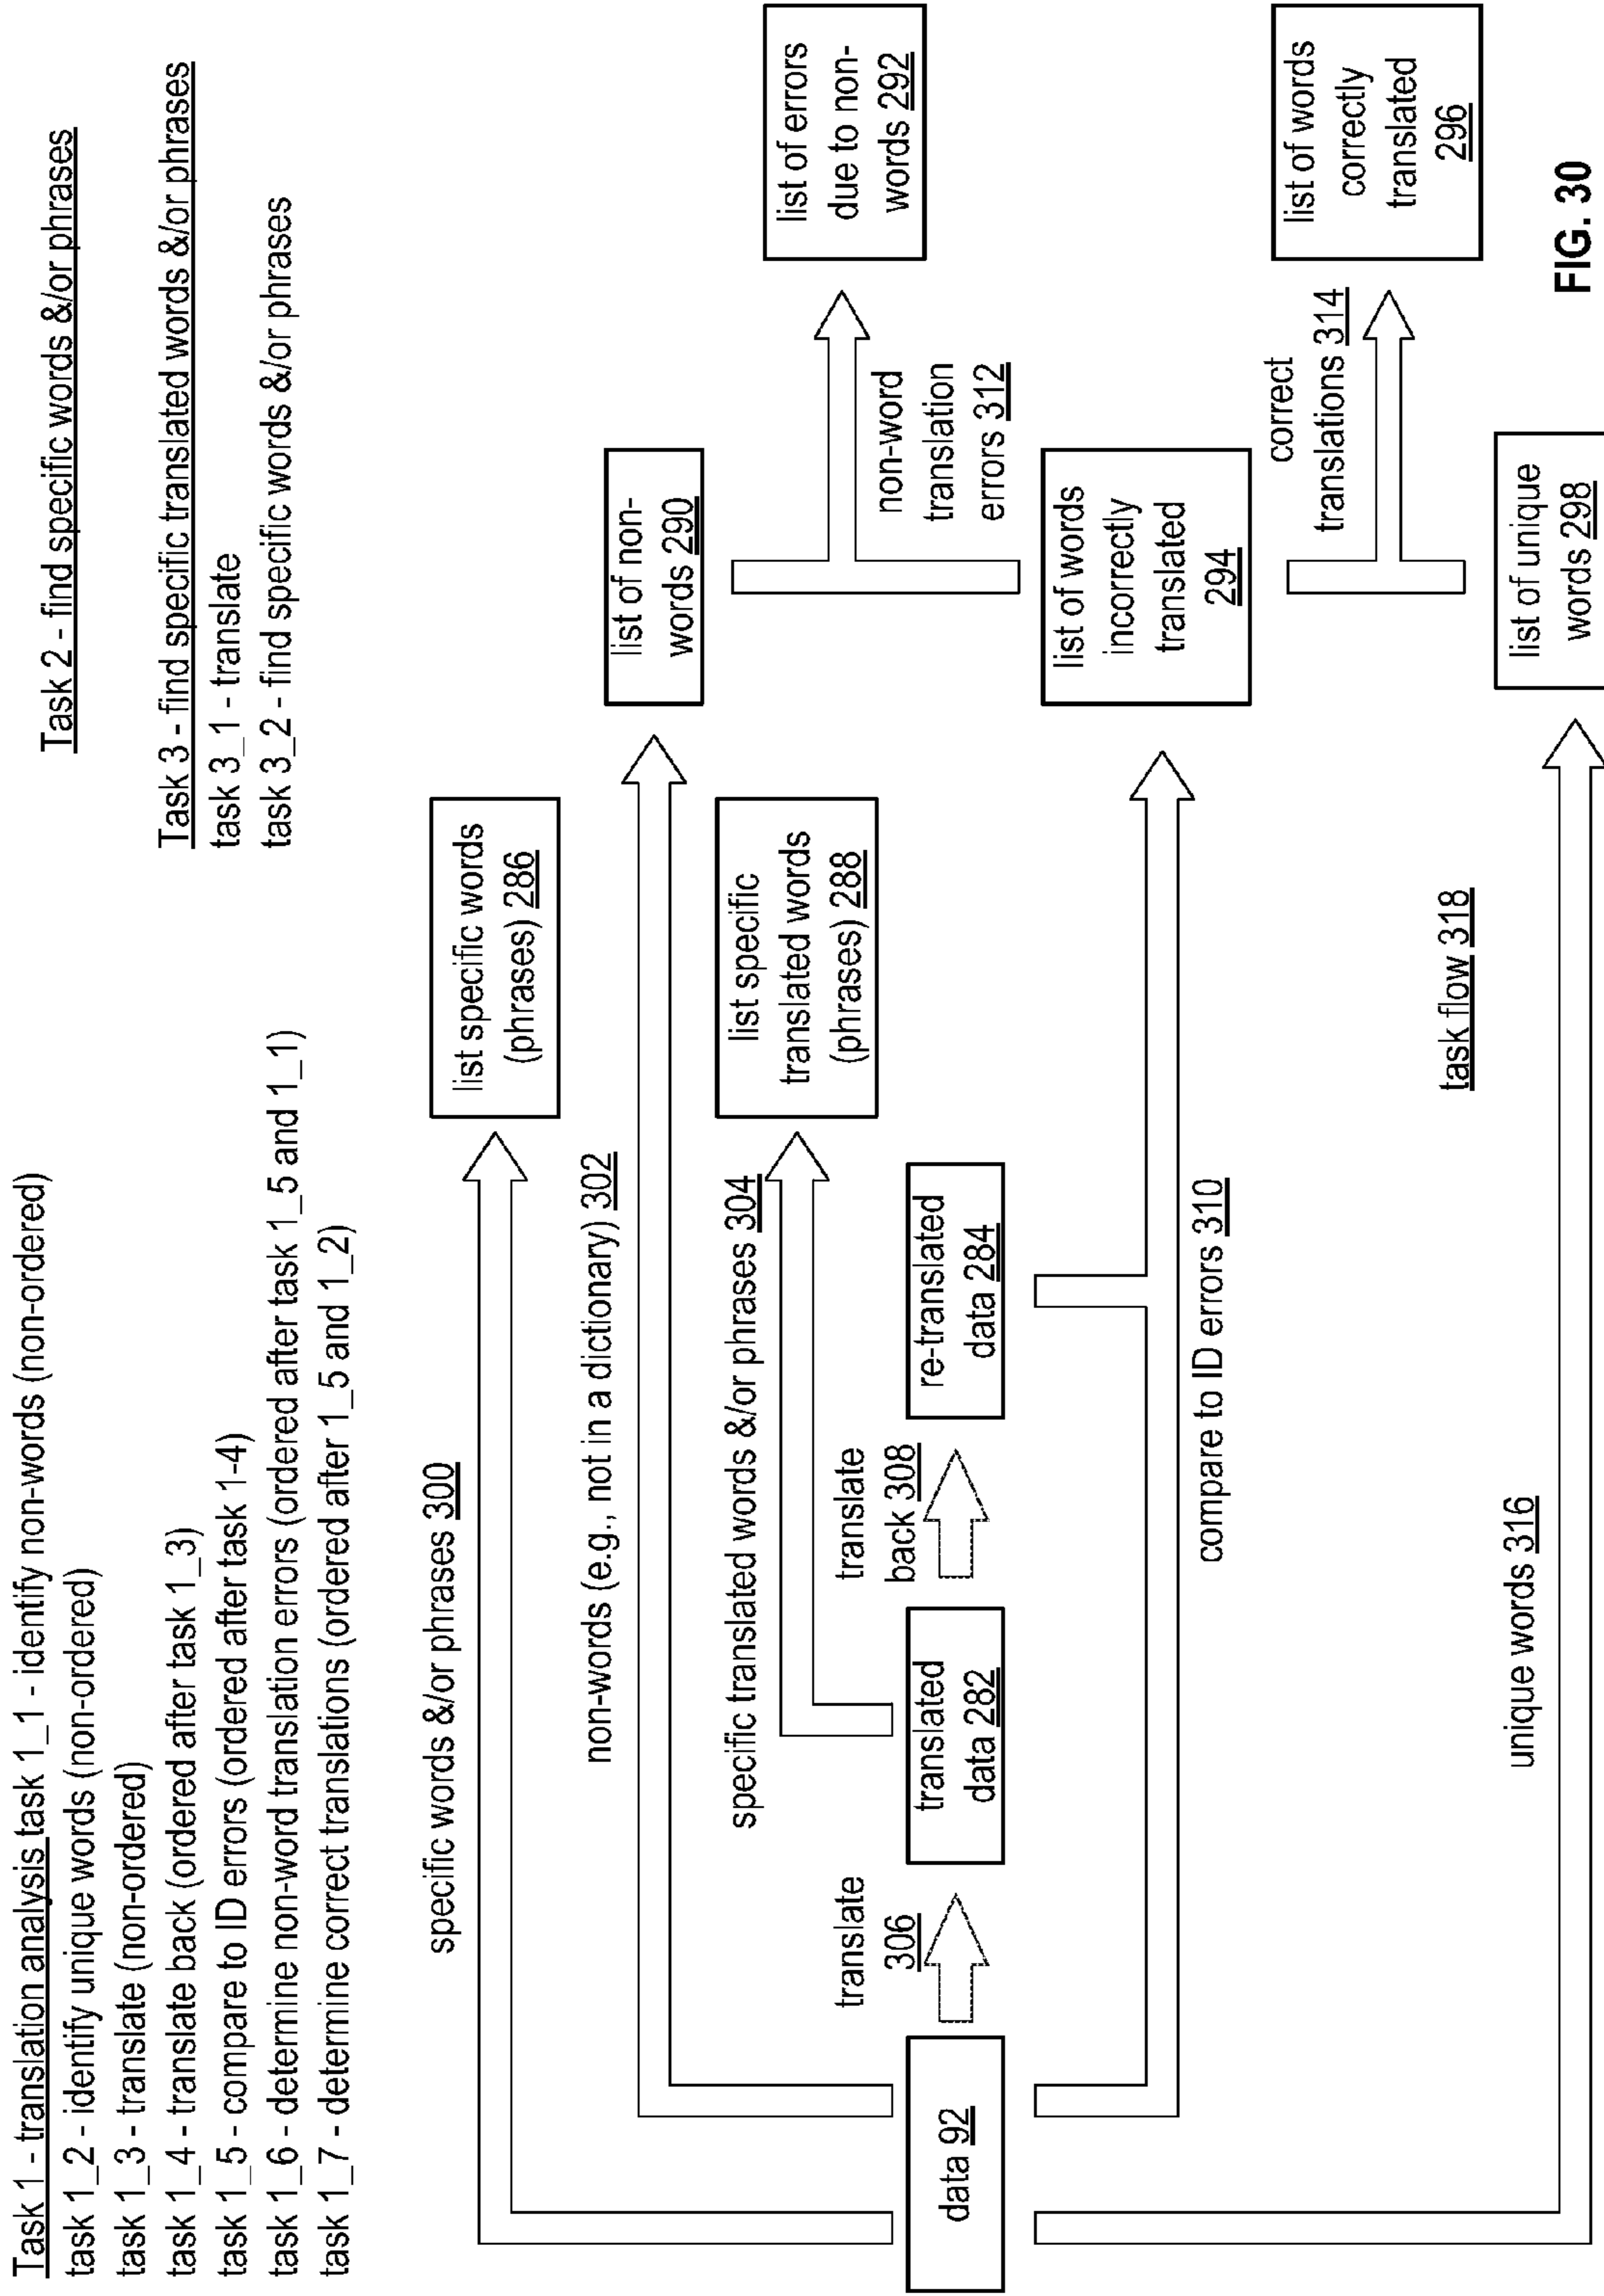 Task 1 - translation analysis task 1_1 - identify non-words (non-ordered)
task 1_2 - identify unique words (non-ordered)
task 1_3 - translate (non-ordered)
task 1_4 - translate back (ordered after task 1_3)
task 1_5 - compare to ID errors (ordered after task 1-4)
task 1_6 - determine non-word translation errors (ordered after task 1_5 and 1_1)
task 1_7 - determine correct translations (ordered after 1_5 and 1_2)
Task 2 - find specific words &/or phrases
Task 3 - find specific translated words &/or phrases
task 3_1 - translate
task 3_2 - find specific words &/or phrases
specific words &/or phrases 300
list specific words
(phrases) 286
non-words (e.g., not in a dictionary) 302
list of non-
words 290
specific translated words &/or phrases 304
list specific
translated words
(phrases) 288
list of errors
due to non-
words 292
non-word
translation
errors 312
data 92
translate
306
translated
data 282
translate
back 308
re-translated
data 284
compare to ID errors 310
list of words
incorrectly
translated
294
correct
translations 314
list of words
correctly
translated
296
task flow 318
unique words 316
list of unique
words 298
FIG. 30